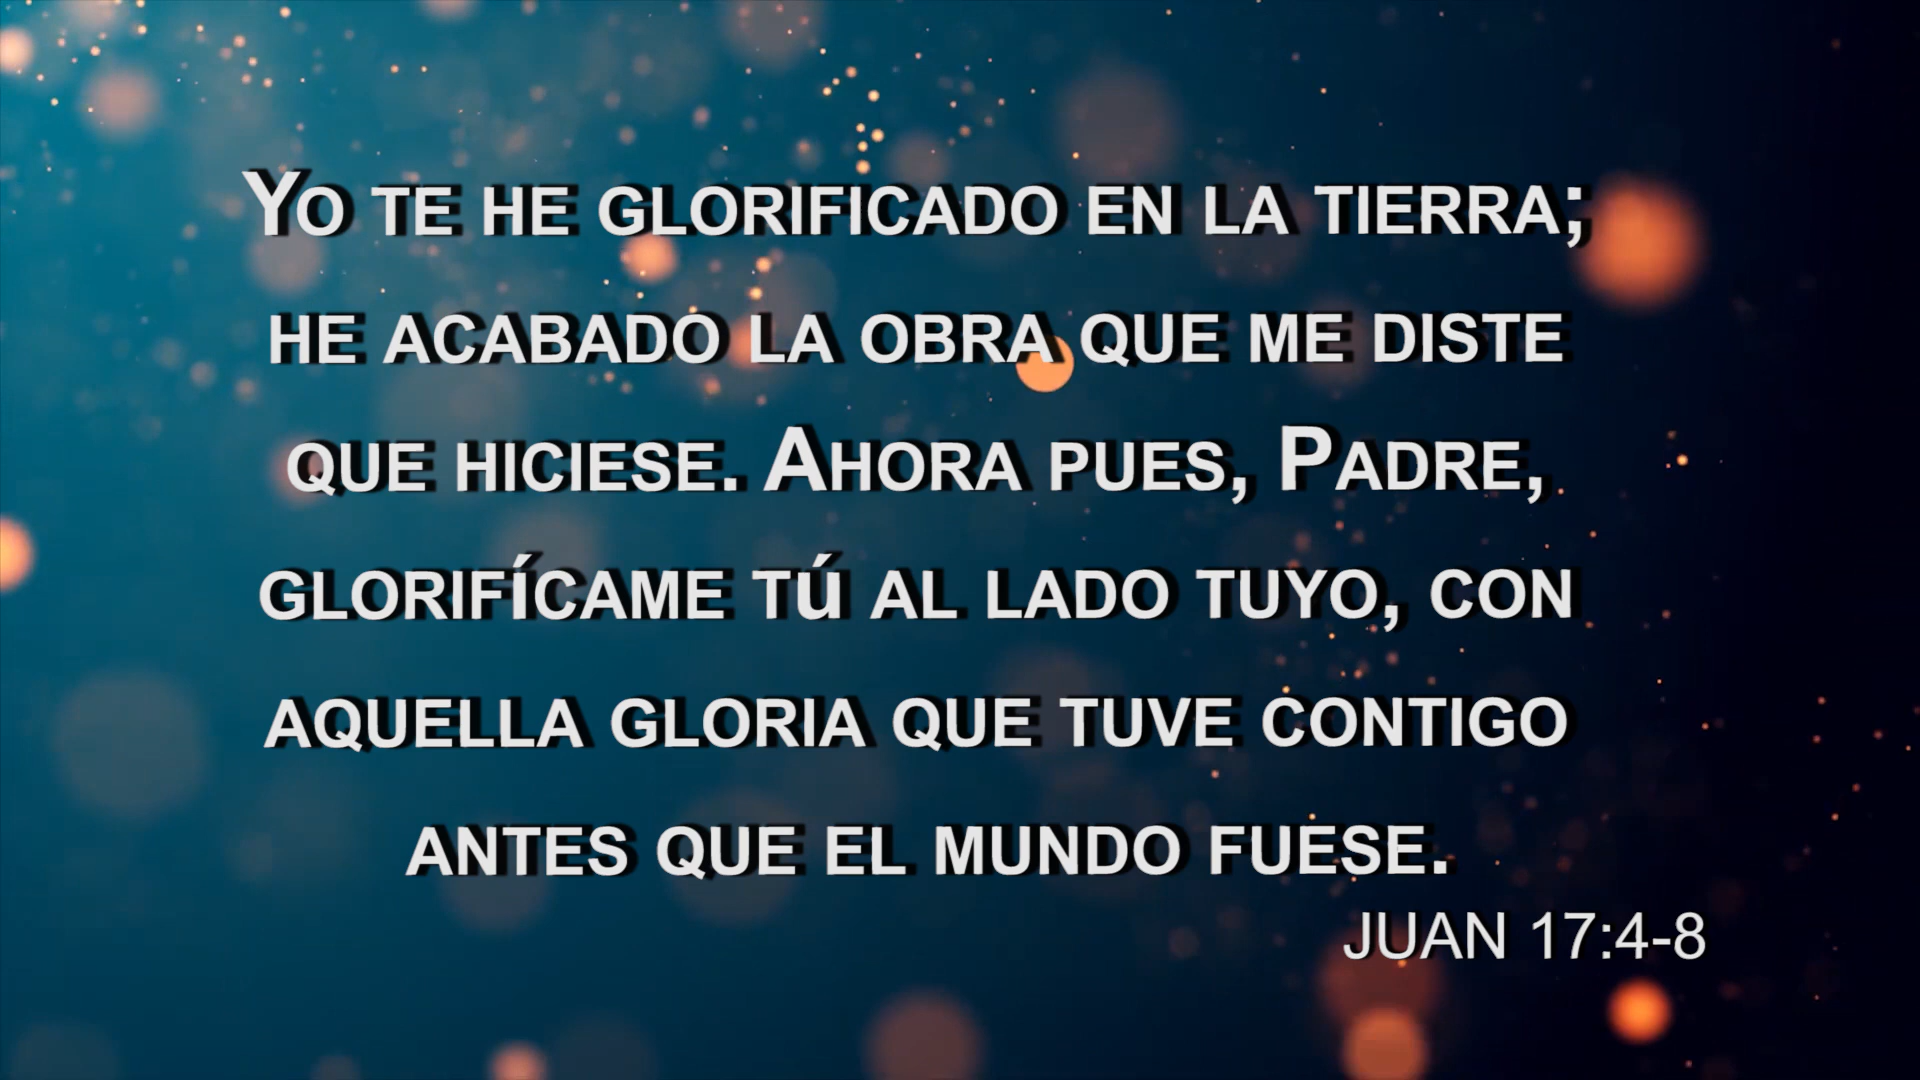 Yo te he glorificado en la tierra;
he acabado la obra que me diste
que hiciese. Ahora pues, Padre,
glorifícame tú al lado tuyo, con
aquella gloria que tuve contigo
antes que el mundo fuese.
JUAN 17:4-8